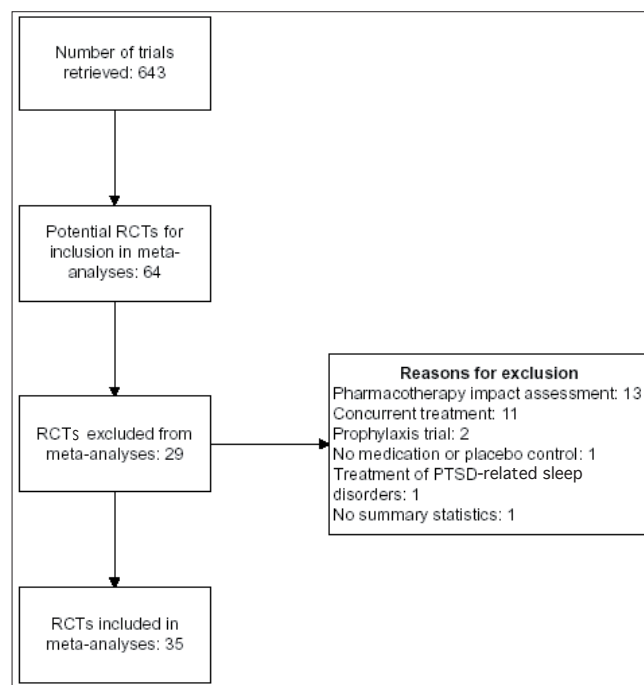 Number of trials
retrieved: 643
Potential RCTs for
inclusion in meta-
analyses: 64
RCTs excluded from
meta-analyses: 29
Reasons for exclusion
Pharmacotherapy impact assessment: 13
Concurrent treatment: 11
Prophylaxis trial: 2
No medication or placebo control: 1
Treatment of PTSD-related sleep
disorders: 1
No summary statistics: 1
RCTs included in
meta-analyses: 35